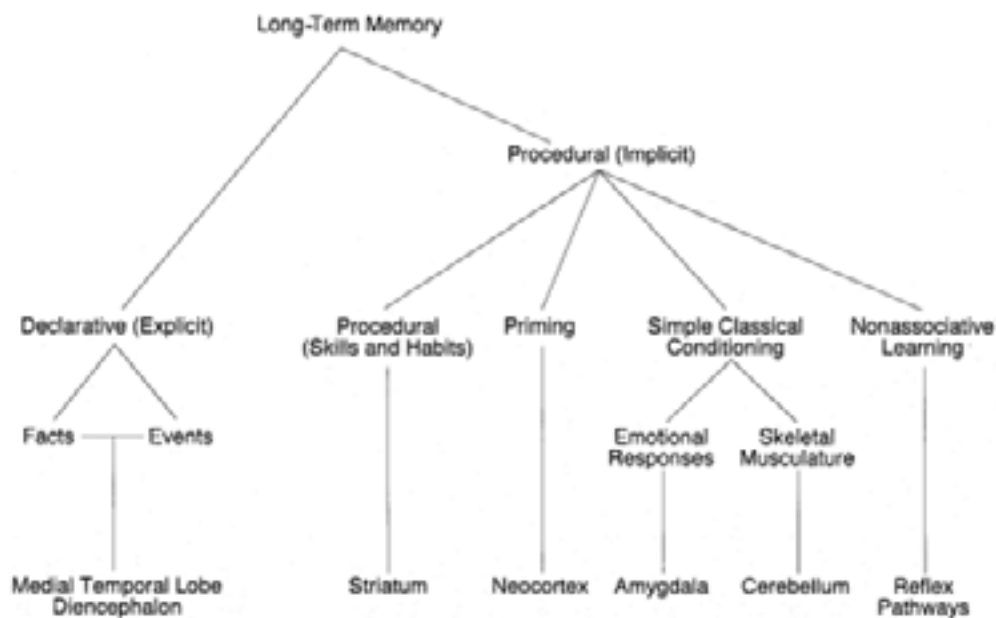 Long-Term Memory
Procedural (Implicit)
Declarative (Explicit)
Procedural
(Skills and Habits)
Priming
Simple Classical
Conditioning
Nonassociative
Learning
Facts
Events
Emotional
Responses
Skeletal
Musculature
Medial Temporal Lobe
Diencephalon
Striatum
Neocortex
Amygdala
Cerebellum
Reflex
Pathways